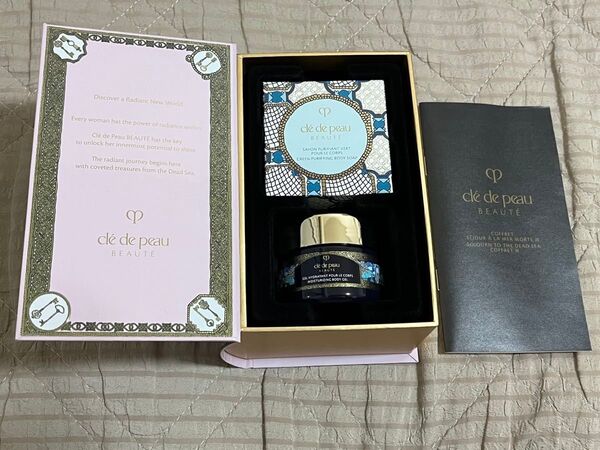 Discover a Radiant New World.
Every woman has the power of radiance within.
Clé de Peau BEAUTÉ has the key
to unlock her innermost potential to shine.
The radiant journey begins here
with coveted treasures from the Dead Sea.
clé de peau
BEAUTÉ
clé de peau
BEAUTÉ
SAVON PURIFIANT VERT
POUR LE CORPS
GREEN PURIFYING BODY SOAP
clé de peau
BEAUTÉ
GEL HYDRATANT POUR LE CORPS
MOISTURIZING BODY GEL
clé de peau
BEAUTÉ
COFFRET
SÉJOUR À LA MER MORTE
SOJOURN TO THE DEAD SEA
COFFRET